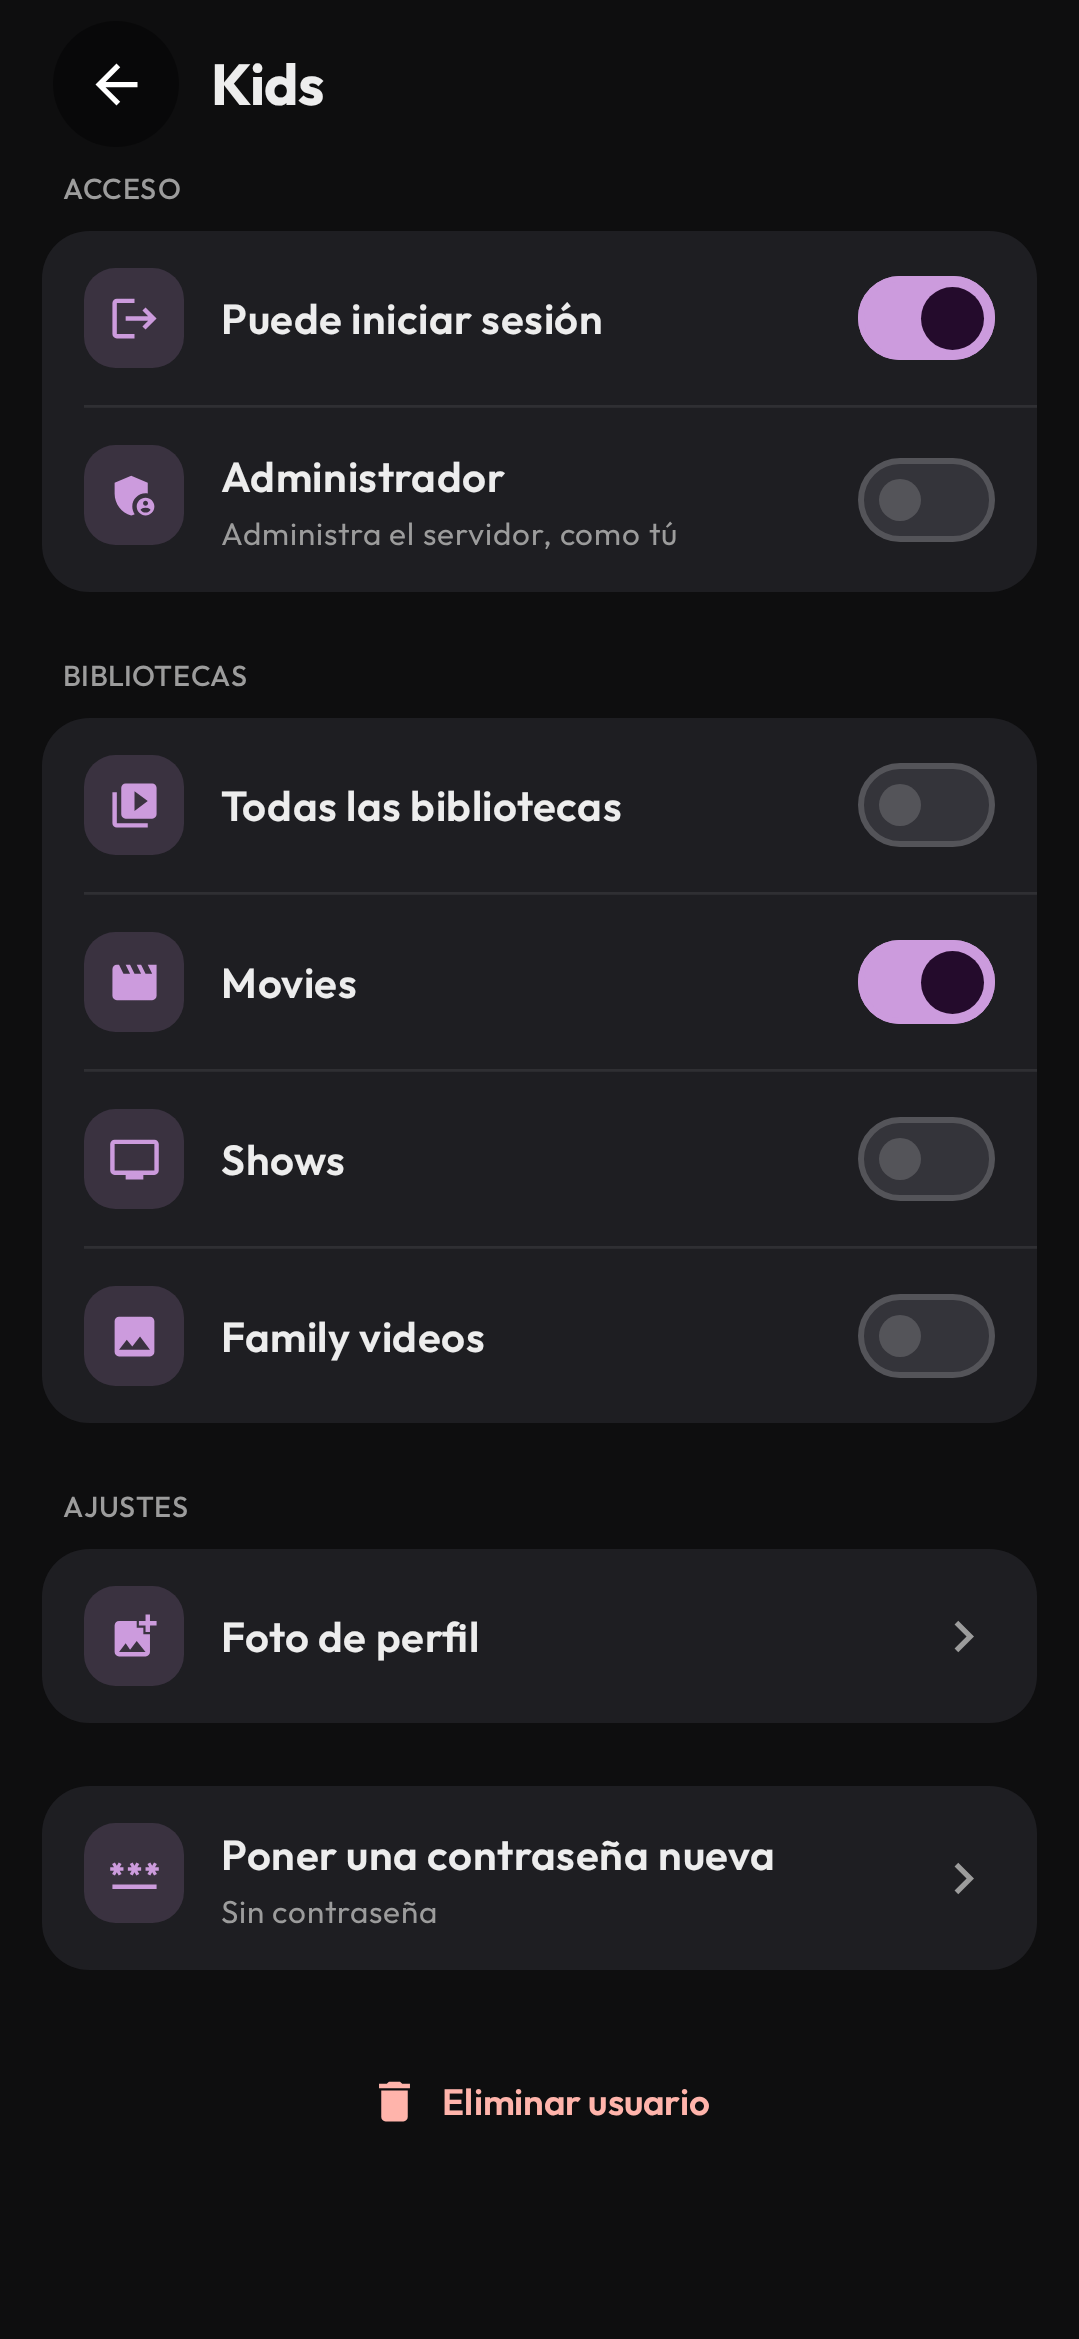 Kids
ACCESO
Puede iniciar sesión
Administrador
Administra el servidor, como tú
BIBLIOTECAS
Todas las bibliotecas
Movies
Shows
Family videos
AJUSTES
Foto de perfil
Poner una contraseña nueva
Sin contraseña
Eliminar usuario